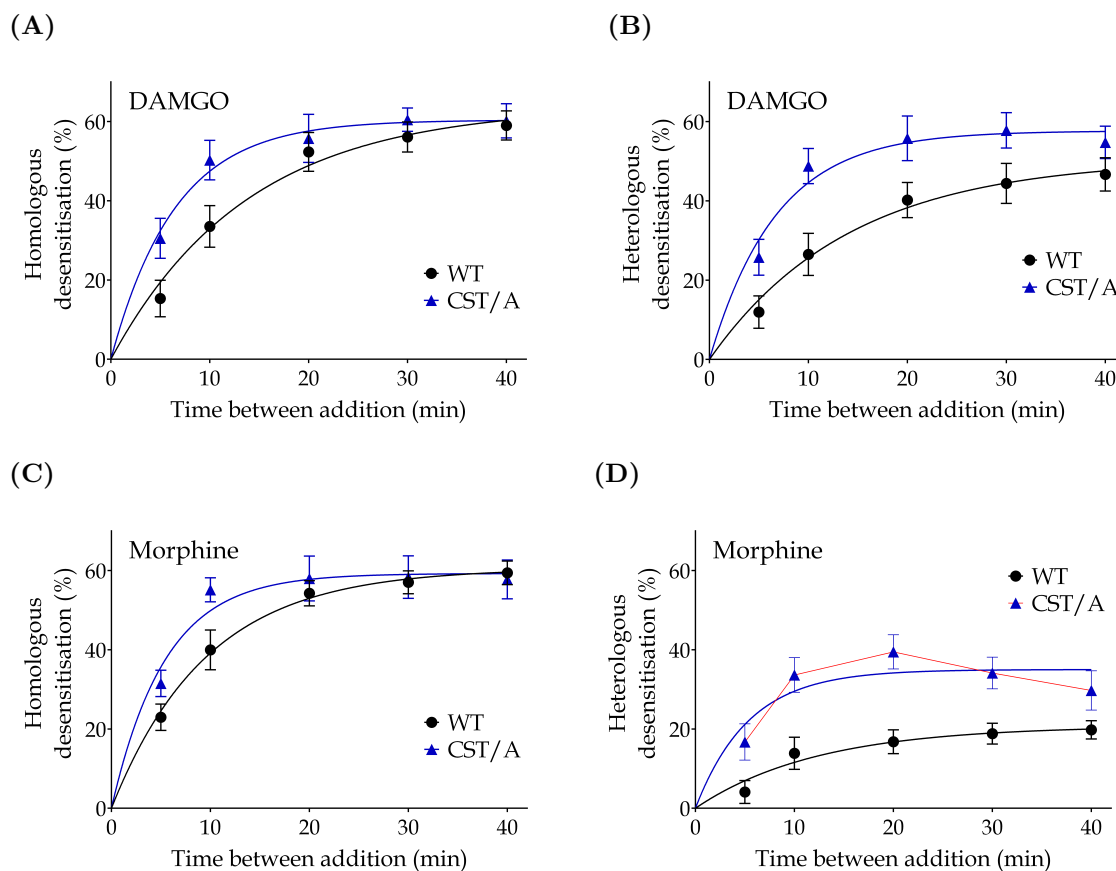 (A)
DAMGO
Homologous
desensitisation (%)
60
40
20
0
WT
CST/A
0 10 20 30 40
Time between addition (min)
(B)
DAMGO
Heterologous
desensitisation (%)
60
40
20
0
WT
CST/A
0 10 20 30 40
Time between addition (min)
(C)
Morphine
Homologous
desensitisation (%)
60
40
20
0
WT
CST/A
0 10 20 30 40
Time between addition (min)
(D)
Morphine
Heterologous
desensitisation (%)
60
40
20
0
WT
CST/A
0 10 20 30 40
Time between addition (min)